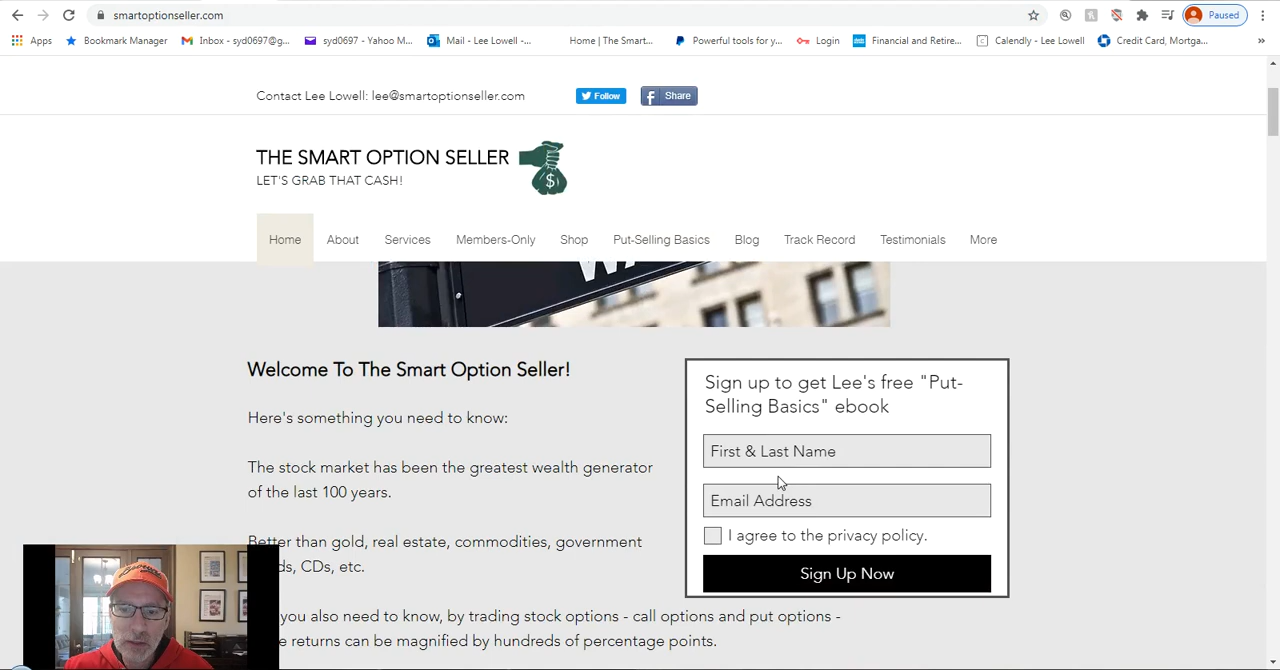 smartoptionseller.com
Paused
Apps
Bookmark Manager
Inbox - syd0697@g...
syd0697 - Yahoo M...
Mail - Lee Lowell -...
Home | The Smart...
Powerful tools for y...
Login
Financial and Retire...
Calendly - Lee Lowell
Credit Card, Mortga...
»
Contact Lee Lowell: lee@smartoptionseller.com
Follow
Share
THE SMART OPTION SELLER
LET'S GRAB THAT CASH!
$
Home
About
Services
Members-Only
Shop
Put-Selling Basics
Blog
Track Record
Testimonials
More
Welcome To The Smart Option Seller!
Here's something you need to know:
The stock market has been the greatest wealth generator
of the last 100 years.
Better than gold, real estate, commodities, government
CDs, etc.
you also need to know, by trading stock options - call options and put options -
returns can be magnified by hundreds of percentage points.
Sign up to get Lee's free "Put-
Selling Basics" ebook
First & Last Name
Email Address
I agree to the privacy policy.
Sign Up Now